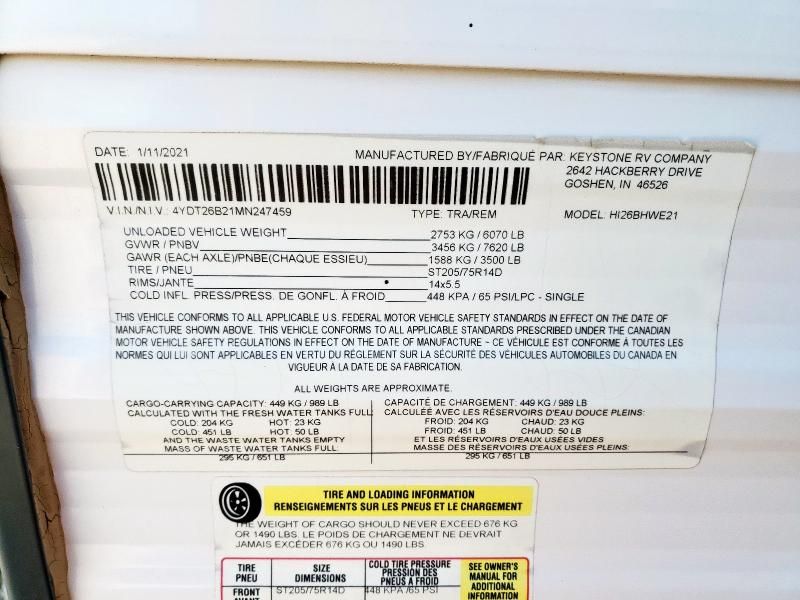 DATE: 1/11/2021
MANUFACTURED BY/FABRIQUÉ PAR: KEYSTONE RV COMPANY
2642 HACKBERRY DRIVE
GOSHEN, IN 46526
V.I.N./N.I.V.: 4YDT26B21MN247459 TYPE: TRA/REM MODEL: HI26BHWE21
UNLOADED VEHICLE WEIGHT 2753 KG / 6070 LB
GVWR / PNBV 3456 KG / 7620 LB
GAWR (EACH AXLE)/PNBE(CHAQUE ESSIEU) 1588 KG / 3500 LB
TIRE / PNEU ST205/75R14D
RIMS/JANTE 14x5.5
COLD INFL. PRESS/PRESS. DE GONFL. À FROID 448 KPA / 65 PSI/LPC - SINGLE
THIS VEHICLE CONFORMS TO ALL APPLICABLE U.S. FEDERAL MOTOR VEHICLE SAFETY STANDARDS IN EFFECT ON THE DATE OF
MANUFACTURE SHOWN ABOVE. THIS VEHICLE CONFORMS TO ALL APPLICABLE STANDARDS PRESCRIBED UNDER THE CANADIAN
MOTOR VEHICLE SAFETY REGULATIONS IN EFFECT ON THE DATE OF MANUFACTURE ~ CE VÉHICULE EST CONFORME À TOUTES LES
NORMES QUI LUI SONT APPLICABLES EN VERTU DU RÉGLEMENT SUR LA SÉCURITÉ DES VÉHICULES AUTOMOBILES DU CANADA EN
VIGUEUR À LA DATE DE SA FABRICATION.
ALL WEIGHTS ARE APPROXIMATE.
CARGO-CARRYING CAPACITY: 449 KG / 989 LB
CALCULATED WITH THE FRESH WATER TANKS FULL
COLD: 204 KG HOT: 23 KG
COLD: 451 LB HOT: 50 LB
AND THE WASTE WATER TANKS EMPTY
MASS OF WASTE WATER TANKS FULL:
295 KG / 651 LB
CAPACITÉ DE CHARGEMENT: 449 KG / 989 LB
CALCULÉE AVEC LES RÉSERVOIRS D'EAU DOUCE PLEINS:
FROID: 204 KG CHAUD: 23 KG
FROID: 451 LB CHAUD: 50 LB
ET LES RÉSERVOIRS D'EAUX USÉES VIDES
MASSE DES RÉSERVOIRS D'EAUX USÉES PLEINS:
295 KG / 651 LB
TIRE AND LOADING INFORMATION
RENSEIGNEMENTS SUR LES PNEUS ET LE CHARGEMENT
THE WEIGHT OF CARGO SHOULD NEVER EXCEED 676 KG
OR 1490 LBS. LE POIDS DE CHARGEMENT NE DEVRAIT
JAMAIS EXCÉDER 676 KG OU 1490 LBS.
TIRE
PNEU
SIZE
DIMENSIONS
COLD TIRE PRESSURE
PRESSION DES
PNEUS A FROID
SEE OWNER'S
MANUAL FOR
ADDITIONAL
INFORMATION
FRONT
AVANT
ST205/75R14D
448 KPA /65 PSI